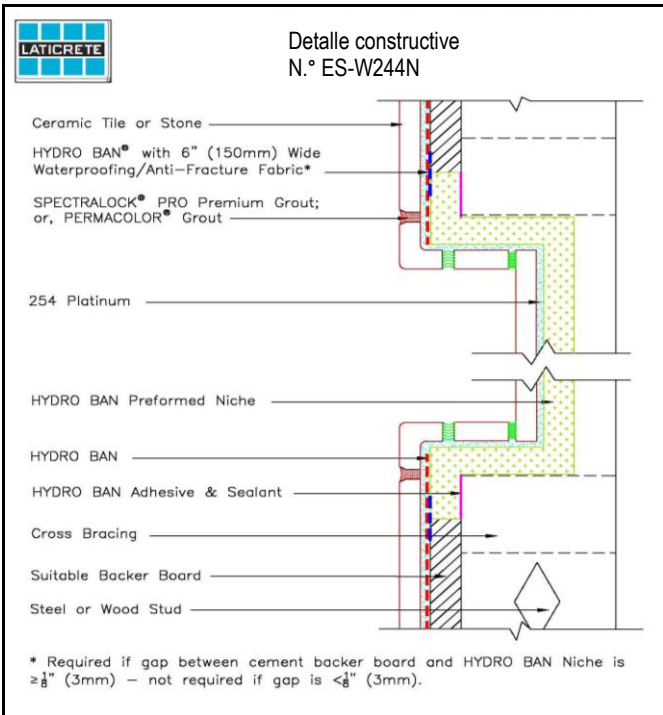 LATICRETE
Detalle constructive
N.° ES-W244N
Ceramic Tile or Stone
HYDRO BAN® with 6" (150mm) Wide
Waterproofing/Anti-Fracture Fabric*
SPECTRALOCK® PRO Premium Grout;
or, PERMACOLOR® Grout
254 Platinum
HYDRO BAN Preformed Niche
HYDRO BAN
HYDRO BAN Adhesive & Sealant
Cross Bracing
Suitable Backer Board
Steel or Wood Stud
* Required if gap between cement backer board and HYDRO BAN Niche is
≥⅛" (3mm) – not required if gap is <⅛" (3mm).